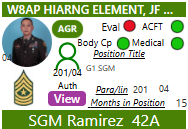 W8AP HIARNG ELEMENT, JF ...
AGR
Eval
ACFT
Body Cp
Medical
Position Title
201/04
G1 SGM
Auth
Para/lin 201 04
View
Months in Position 15
SGM Ramirez 42A